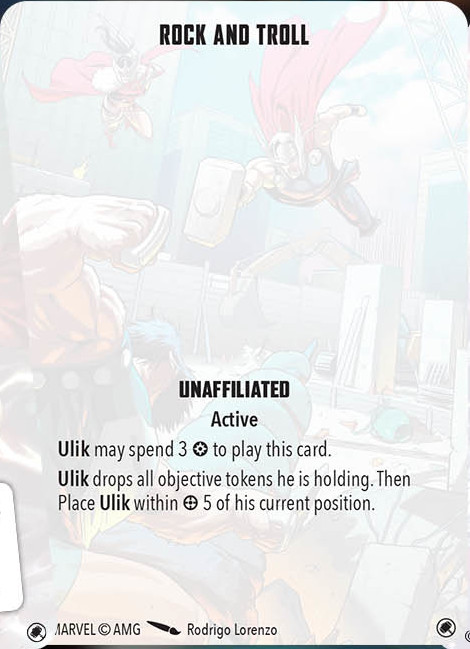 ROCK AND TROLL
UNAFFILIATED
Active
Ulik may spend 3 to play this card.
Ulik drops all objective tokens he is holding. Then
Place Ulik within 5 of his current position.
MARVEL © AMG Rodrigo Lorenzo